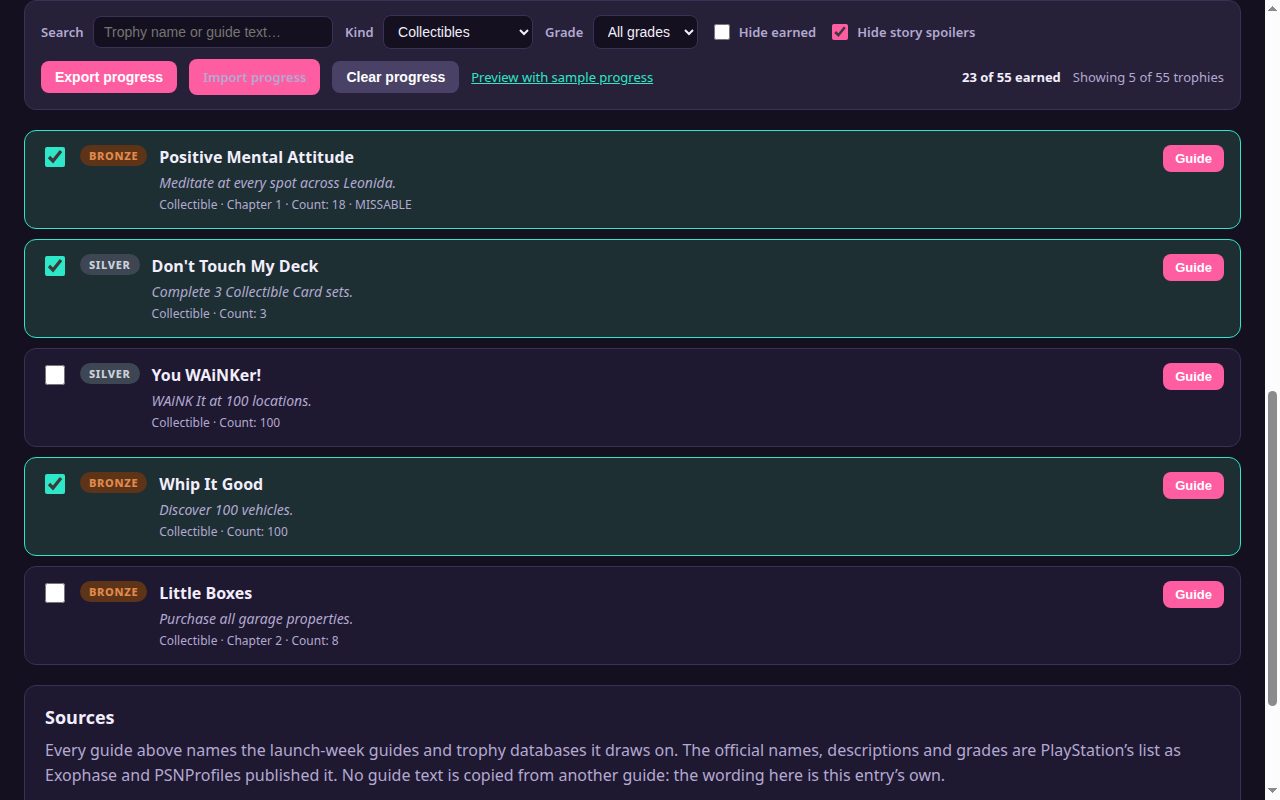 Search Trophy name or guide text… Kind Collectibles Grade All grades Hide earned Hide story spoilers
Export progress Import progress Clear progress Preview with sample progress 23 of 55 earned Showing 5 of 55 trophies
BRONZE Positive Mental Attitude Guide
Meditate at every spot across Leonida.
Collectible · Chapter 1 · Count: 18 · MISSABLE
SILVER Don't Touch My Deck Guide
Complete 3 Collectible Card sets.
Collectible · Count: 3
SILVER You WAiNKer! Guide
WAiNK It at 100 locations.
Collectible · Count: 100
BRONZE Whip It Good Guide
Discover 100 vehicles.
Collectible · Count: 100
BRONZE Little Boxes Guide
Purchase all garage properties.
Collectible · Chapter 2 · Count: 8
Sources
Every guide above names the launch-week guides and trophy databases it draws on. The official names, descriptions and grades are PlayStation’s list as
Exophase and PSNProfiles published it. No guide text is copied from another guide: the wording here is this entry’s own.